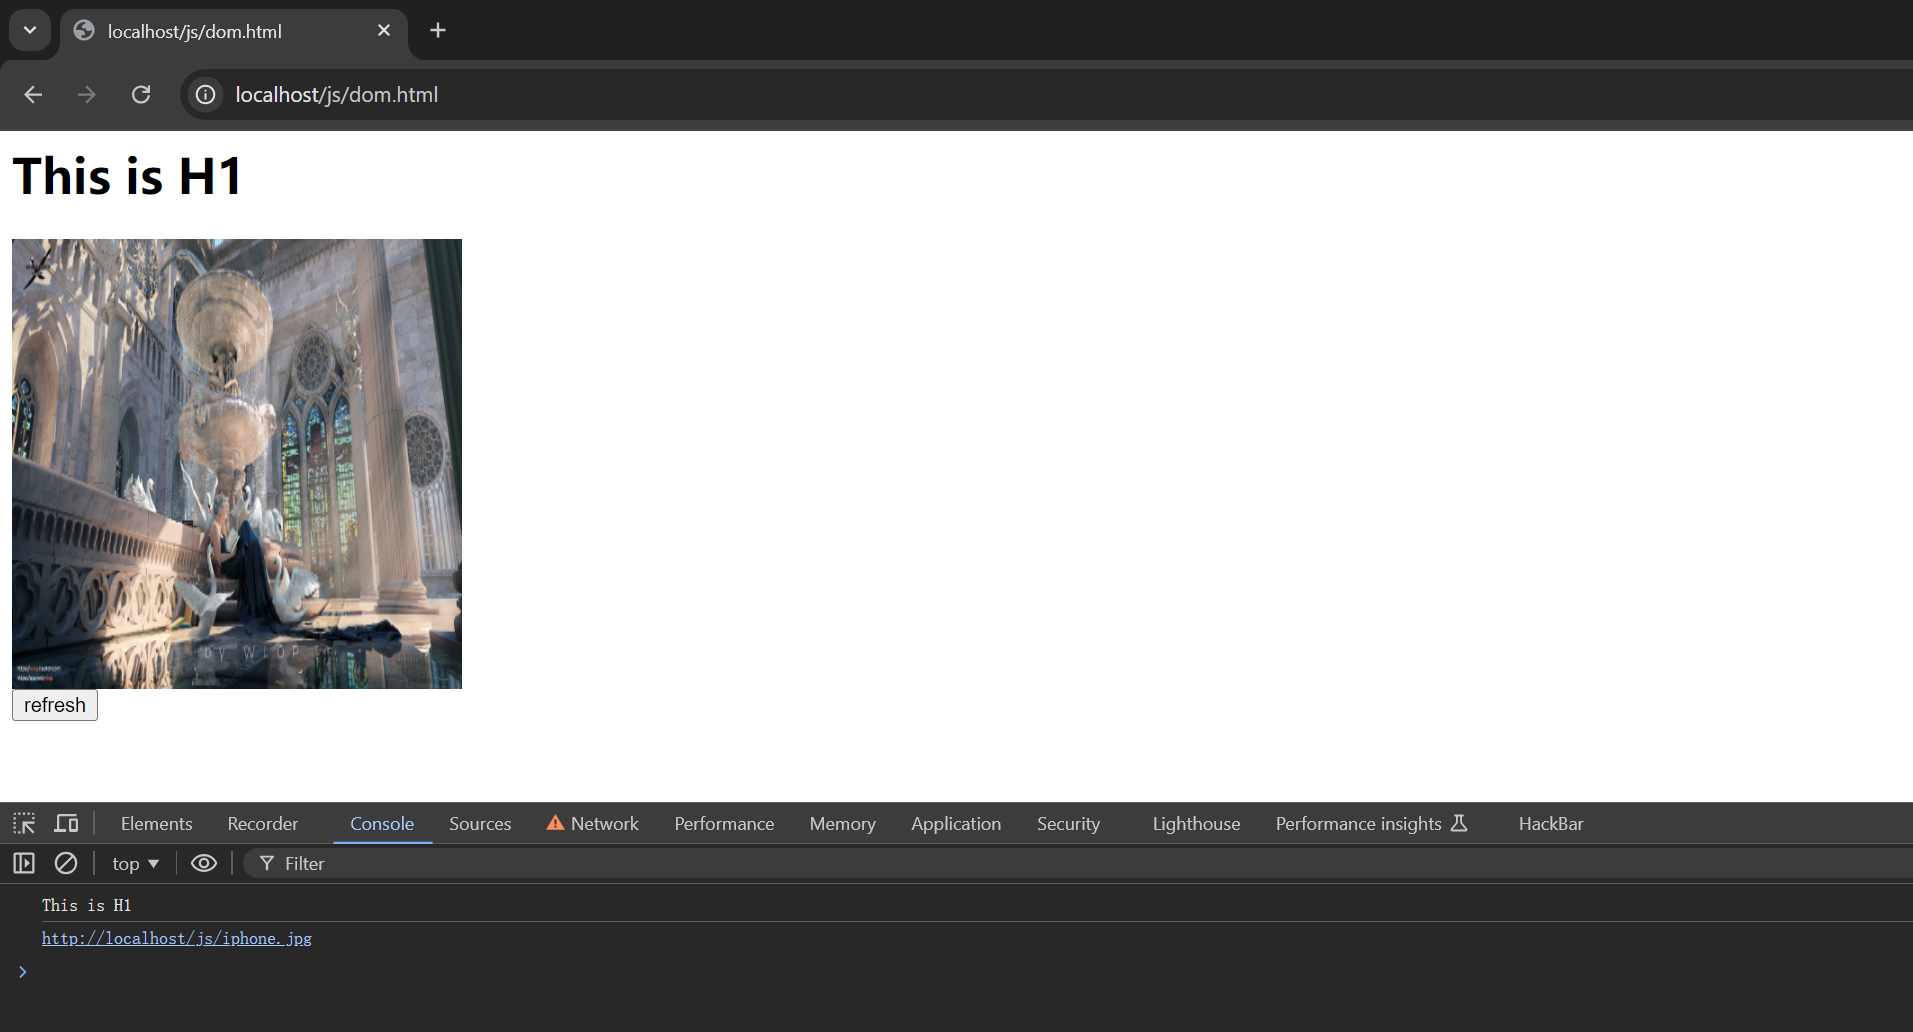 localhost/js/dom.html
localhost/js/dom.html
This is H1
by WLOP
refresh
Elements Recorder Console Sources Network Performance Memory Application Security Lighthouse Performance insights HackBar
top Filter
This is H1
http://localhost/js/iphone.jpg